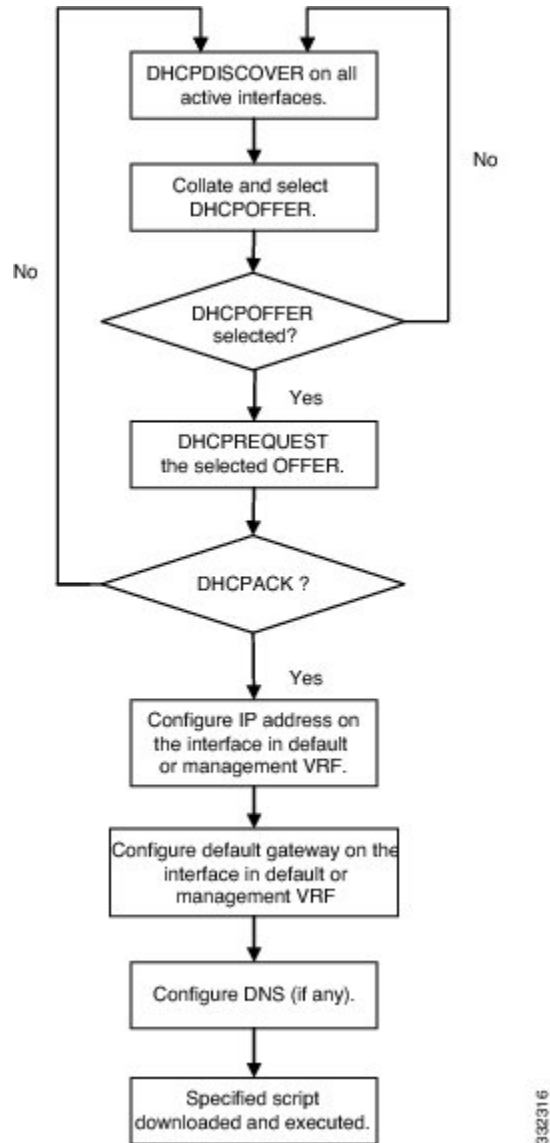 DHCPDISCOVER on all
active interfaces.
No
Collate and select
DHCPOFFER.
No
DHCPOFFER
selected?
Yes
DHCPREQUEST
the selected OFFER.
DHCPACK ?
Yes
Configure IP address on
the interface in default
or management VRF.
Configure default gateway on the
interface in default or
management VRF
Configure DNS (if any).
Specified script
downloaded and executed.
332316